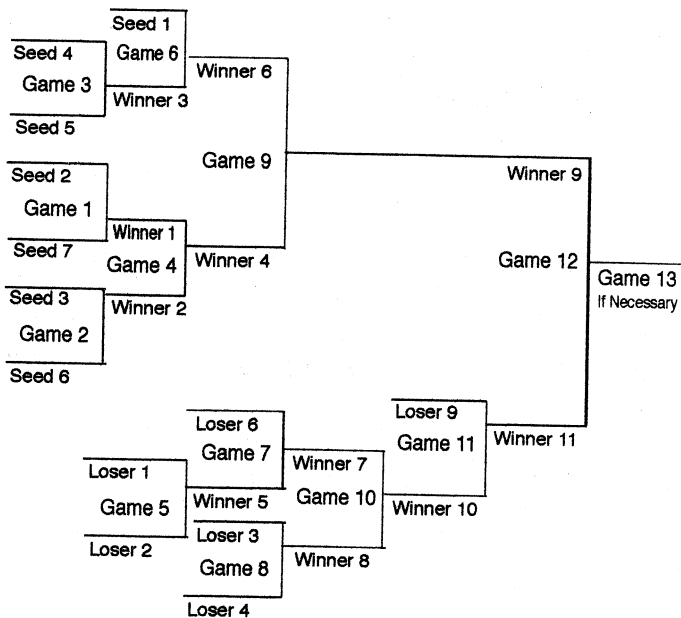 Seed 1
Seed 4
Game 6
Game 3
Winner 6
Winner 3
Seed 5
Game 9
Seed 2
Winner 9
Game 1
Winner 1
Seed 7
Game 4
Winner 4
Game 12
Game 13
If Necessary
Seed 3
Winner 2
Game 2
Seed 6
Loser 9
Loser 6
Game 11
Winner 11
Game 7
Winner 7
Loser 1
Game 10
Winner 5
Game 5
Winner 10
Loser 3
Loser 2
Winner 8
Game 8
Loser 4